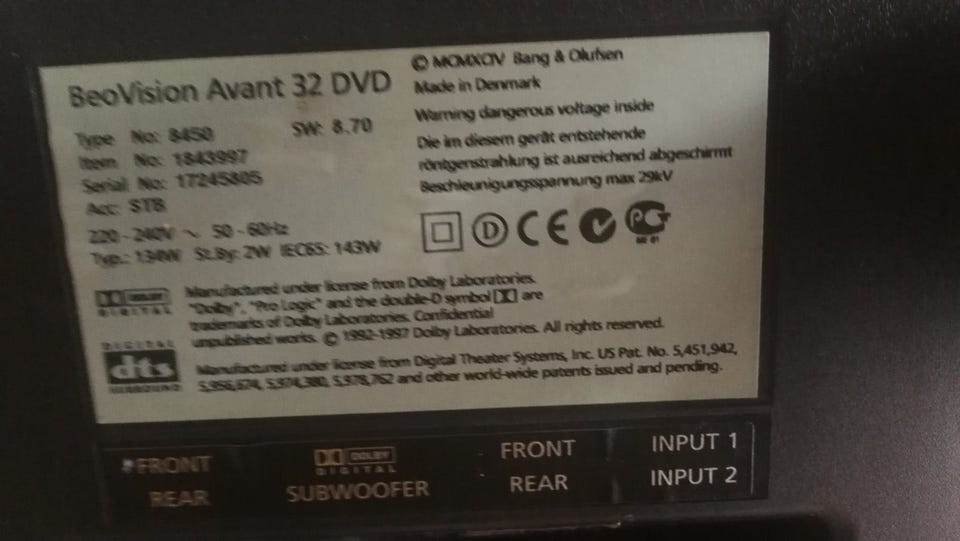 BeoVision Avant 32 DVD
Type No: 8450 SW: 8.70
Item No: 1843997
Serial No: 17245805
Acc: STB
220 - 240V ~ 50 - 60Hz
Typ.: 134W St.By: 2W IEC65: 143W
© MCMXCIV Bang & Olufsen
Made in Denmark
Warning dangerous voltage inside
Die im diesem gerät entstehende
röntgenstrahlung ist ausreichend abgeschirmt
Beschleunigungsspannung max 29kV
D CE PG
DOLBY
DIGITAL
Manufactured under license from Dolby Laboratories.
"Dolby", "Pro Logic" and the double-D symbol are
trademarks of Dolby Laboratories. Confidential
unpublished works. © 1992-1997 Dolby Laboratories. All rights reserved.
DIGITAL
dts
SURROUND
Manufactured under license from Digital Theater Systems, Inc. US Pat. No. 5,451,942,
5,956,674, 5,974,380, 5,978,762 and other world-wide patents issued and pending.
FRONT
REAR
DOLBY
DIGITAL
SUBWOOFER
FRONT
REAR
INPUT 1
INPUT 2